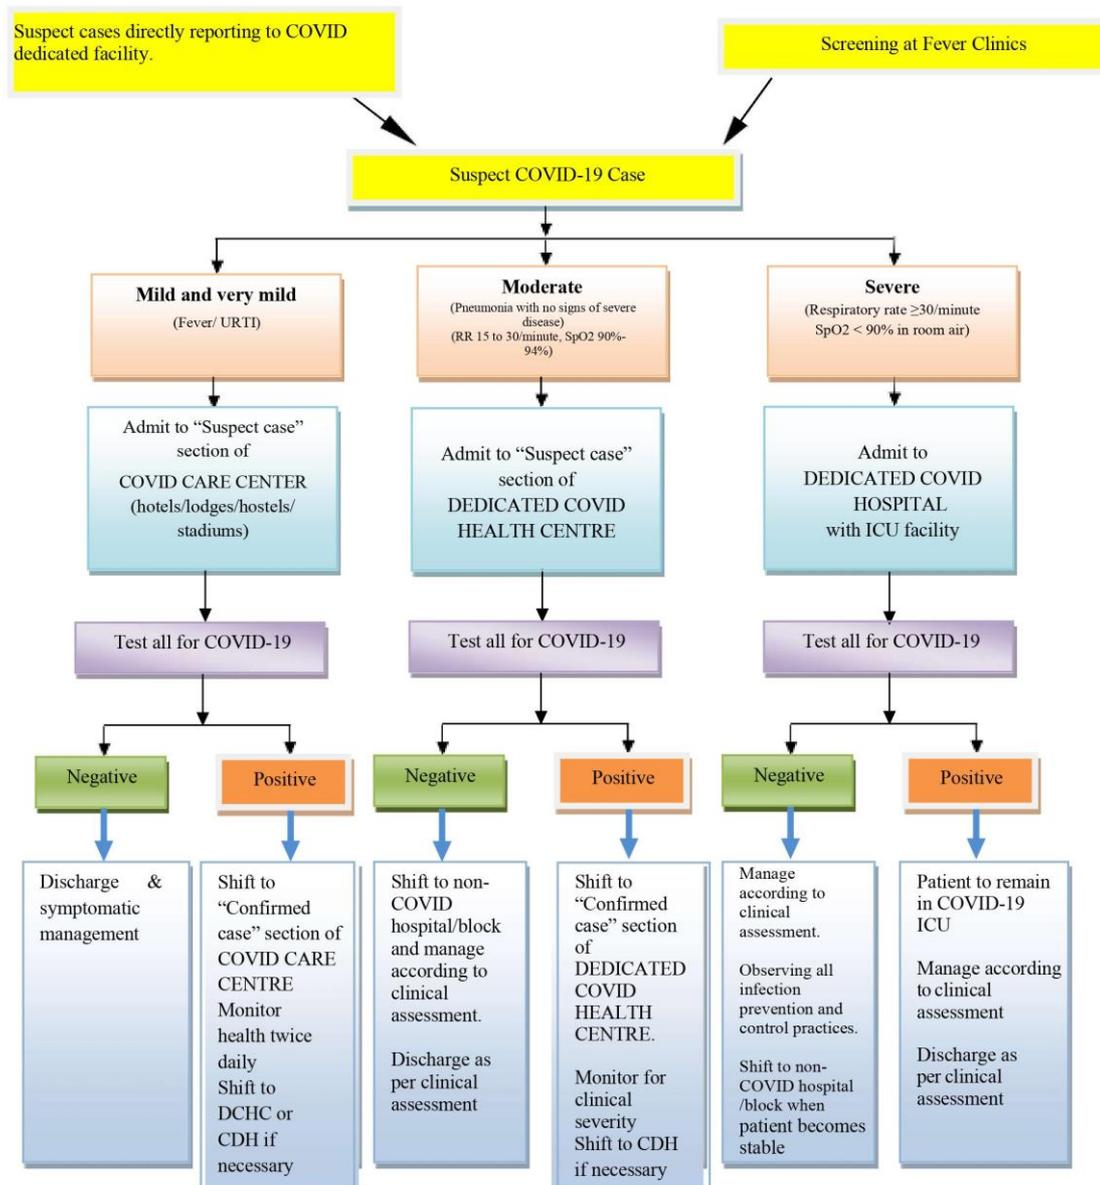 Suspect cases directly reporting to COVID
dedicated facility.
Screening at Fever Clinics
Suspect COVID-19 Case
Mild and very mild
(Fever/ URTI)
Moderate
(Pneumonia with no signs of severe
disease)
(RR 15 to 30/minute, SpO2 90%-
94%)
Severe
(Respiratory rate ≥30/minute
SpO2 < 90% in room air)
Admit to “Suspect case”
section of
COVID CARE CENTER
(hotels/lodges/hostels/
stadiums)
Admit to “Suspect case”
section of
DEDICATED COVID
HEALTH CENTRE
Admit to
DEDICATED COVID
HOSPITAL
with ICU facility
Test all for COVID-19
Test all for COVID-19
Test all for COVID-19
Negative
Positive
Negative
Positive
Negative
Positive
Discharge &
symptomatic
management
Shift to
“Confirmed
case” section of
COVID CARE
CENTRE
Monitor
health twice
daily
Shift to
DCHC or
CDH if
necessary
Shift to non-
COVID
hospital/block
and manage
according to
clinical
assessment.
Discharge as
per clinical
assessment
Shift to
“Confirmed
case” section
of
DEDICATED
COVID
HEALTH
CENTRE.
Monitor for
clinical
severity
Shift to CDH
if necessary
Manage
according to
clinical
assessment.
Observing all
infection
prevention and
control practices.
Shift to non-
COVID hospital
/block when
patient becomes
stable
Patient to remain
in COVID-19
ICU
Manage according
to clinical
assessment
Discharge as
per clinical
assessment